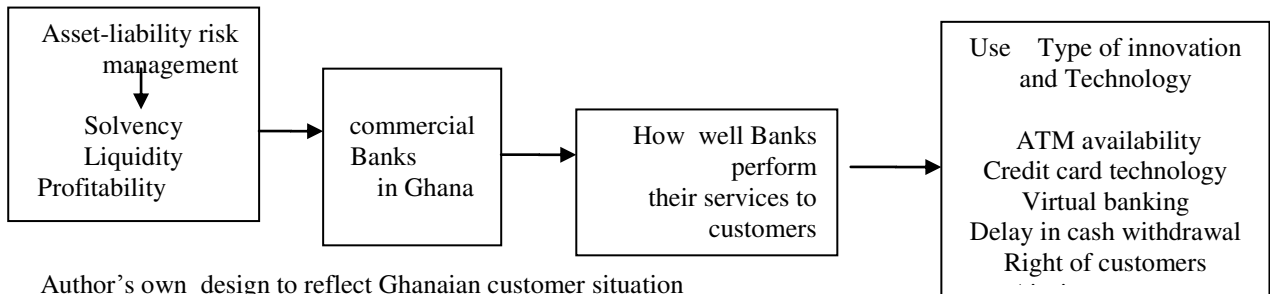 Asset-liability risk
management
Solvency
Liquidity
Profitability
commercial
Banks
in Ghana
How well Banks
perform
their services to
customers
Use Type of innovation
and Technology
ATM availability
Credit card technology
Virtual banking
Delay in cash withdrawal
Right of customers
Author's own design to reflect Ghanaian customer situation